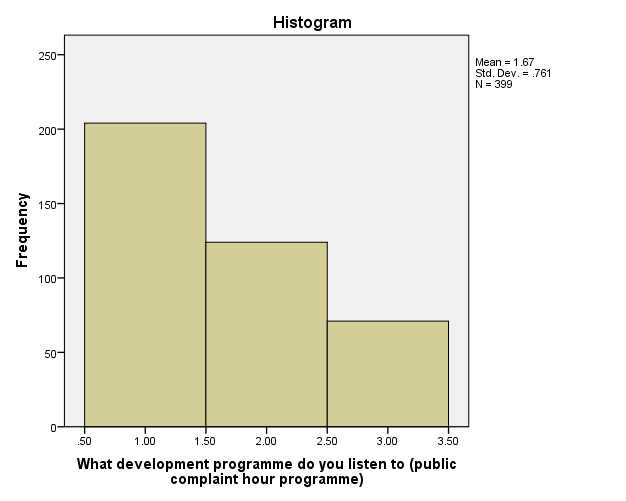 Histogram
Mean = 1.67
Std. Dev. = .761
N = 399
250
200
150
100
50
0
Frequency
.50 1.00 1.50 2.00 2.50 3.00 3.50
What development programme do you listen to (public
complaint hour programme)